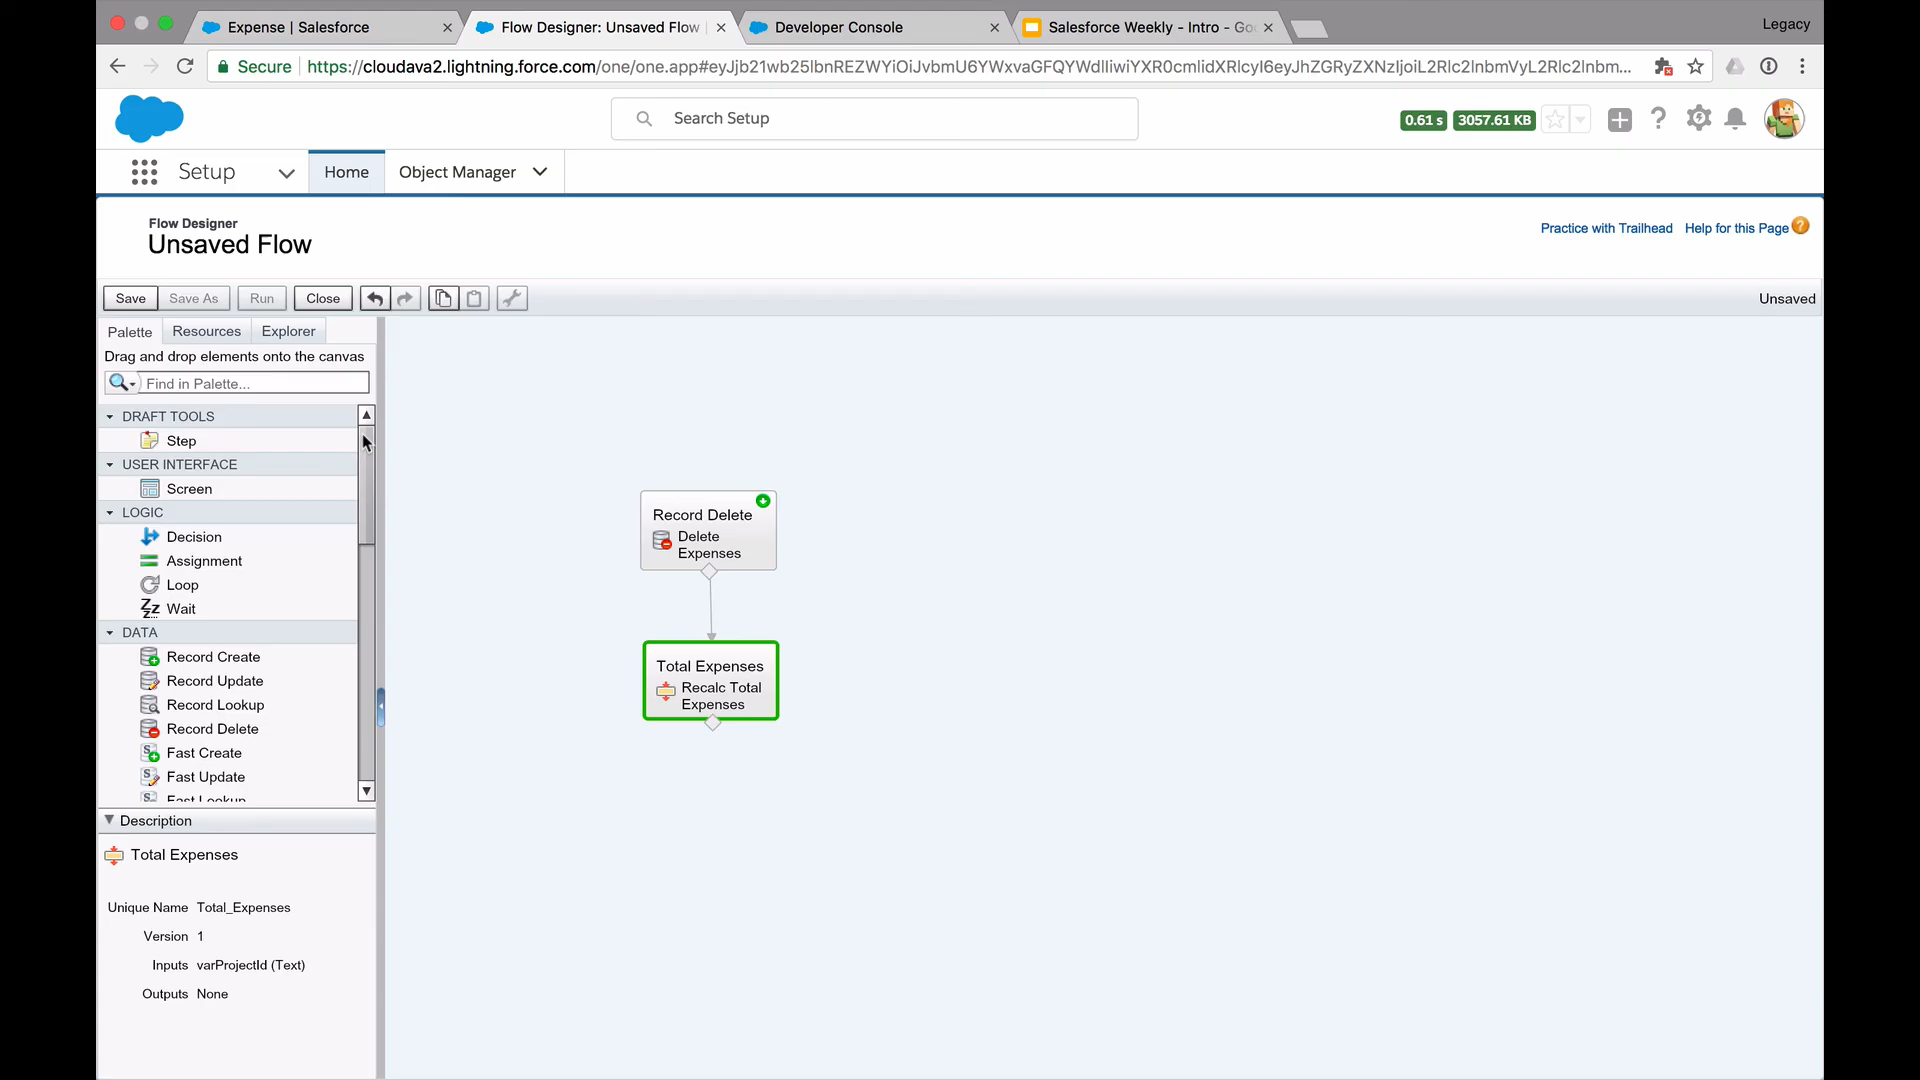 Expense | Salesforce
Flow Designer: Unsaved Flow
Developer Console
Salesforce Weekly - Intro - Goo
Legacy
Secure
https://cloudava2.lightning.force.com/one/one.app#eyJjb21wb25lbnREZWYiOiJvbmU6YWxvaGFQYWdlIiwiYXR0cmlidXRlcyI6eyJhZGRyZXNzIjoiL2Rlc2lnbmVyL2Rlc2lnbm...
Search Setup
0.61 s
3057.61 KB
Setup
Home
Object Manager
Flow Designer
Unsaved Flow
Practice with Trailhead
Help for this Page
Save
Save As
Run
Close
Unsaved
Palette
Resources
Explorer
Drag and drop elements onto the canvas
Find in Palette...
DRAFT TOOLS
Step
USER INTERFACE
Screen
LOGIC
Decision
Assignment
Loop
Wait
DATA
Record Create
Record Update
Record Lookup
Record Delete
Fast Create
Fast Update
Fast Lookup
Description
Total Expenses
Unique Name Total_Expenses
Version 1
Inputs varProjectId (Text)
Outputs None
Record Delete
Delete
Expenses
Total Expenses
Recalc Total
Expenses